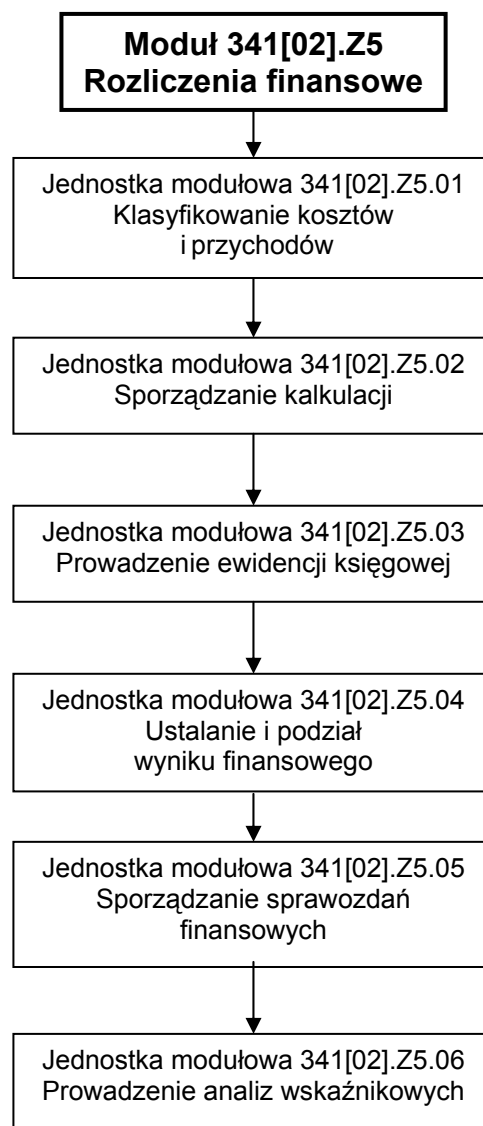 Moduł 341[02].Z5
Rozliczenia finansowe
Jednostka modułowa 341[02].Z5.01
Klasyfikowanie kosztów
i przychodów
Jednostka modułowa 341[02].Z5.02
Sporządzanie kalkulacji
Jednostka modułowa 341[02].Z5.03
Prowadzenie ewidencji księgowej
Jednostka modułowa 341[02].Z5.04
Ustalanie i podział
wyniku finansowego
Jednostka modułowa 341[02].Z5.05
Sporządzanie sprawozdań
finansowych
Jednostka modułowa 341[02].Z5.06
Prowadzenie analiz wskaźnikowych